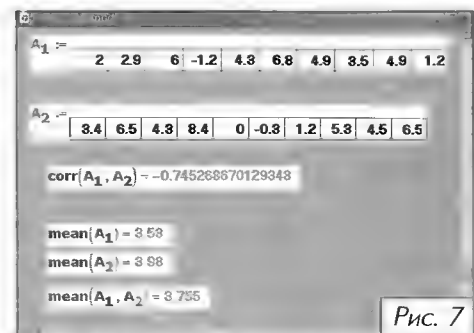 A₁ :=
2 2.9 6 -1.2 4.3 6.8 4.9 3.5 4.9 1.2
A₂ :=
3.4 6.5 4.3 8.4 0 -0.3 1.2 5.3 4.5 6.5
corr(A₁, A₂) = -0.745268670129348
mean(A₁) = 3.53
mean(A₂) = 3.98
mean(A₁, A₂) = 3.755
Рис. 7